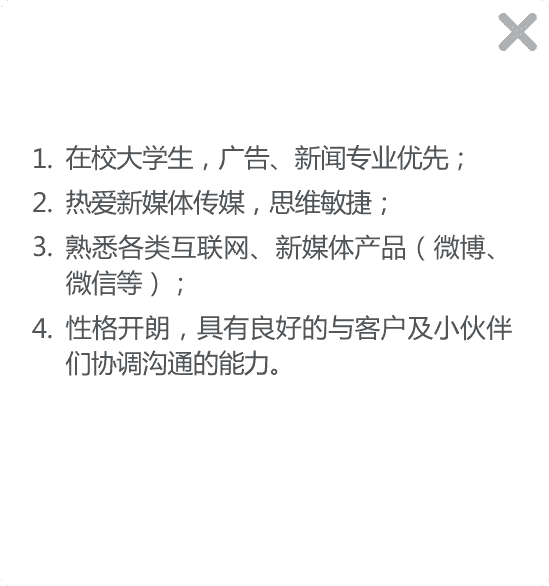 1. 在校大学生，广告、新闻专业优先；
2. 热爱新媒体传媒，思维敏捷；
3. 熟悉各类互联网、新媒体产品（微博、
微信等）；
4. 性格开朗，具有良好的与客户及小伙伴
们协调沟通的能力。